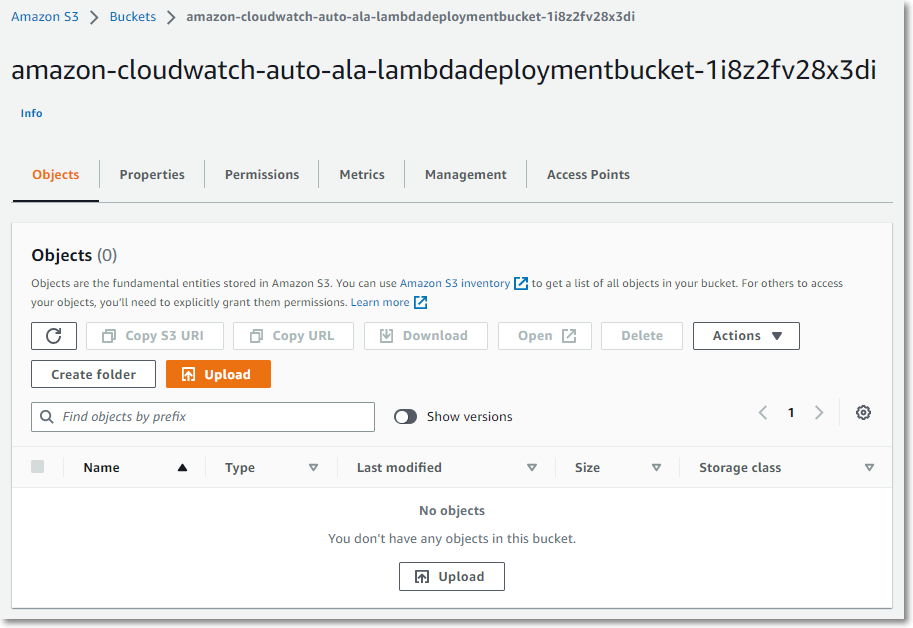 Amazon S3 > Buckets > amazon-cloudwatch-auto-ala-lambdadeploymentbucket-1i8z2fv28x3di
amazon-cloudwatch-auto-ala-lambdadeploymentbucket-1i8z2fv28x3di
Info
Objects Properties Permissions Metrics Management Access Points
Objects (0)
Objects are the fundamental entities stored in Amazon S3. You can use Amazon S3 inventory to get a list of all objects in your bucket. For others to access
your objects, you'll need to explicitly grant them permissions. Learn more
Copy S3 URI Copy URL Download Open Delete Actions
Create folder Upload
Find objects by prefix Show versions 1
Name Type Last modified Size Storage class
No objects
You don't have any objects in this bucket.
Upload